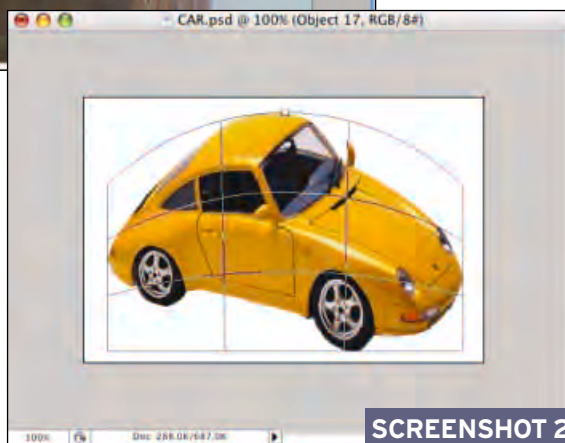 CAR.psd @ 100% (Object 17, RGB/8#)
100% Doc: 288.0K/687.0K
SCREENSHOT 2